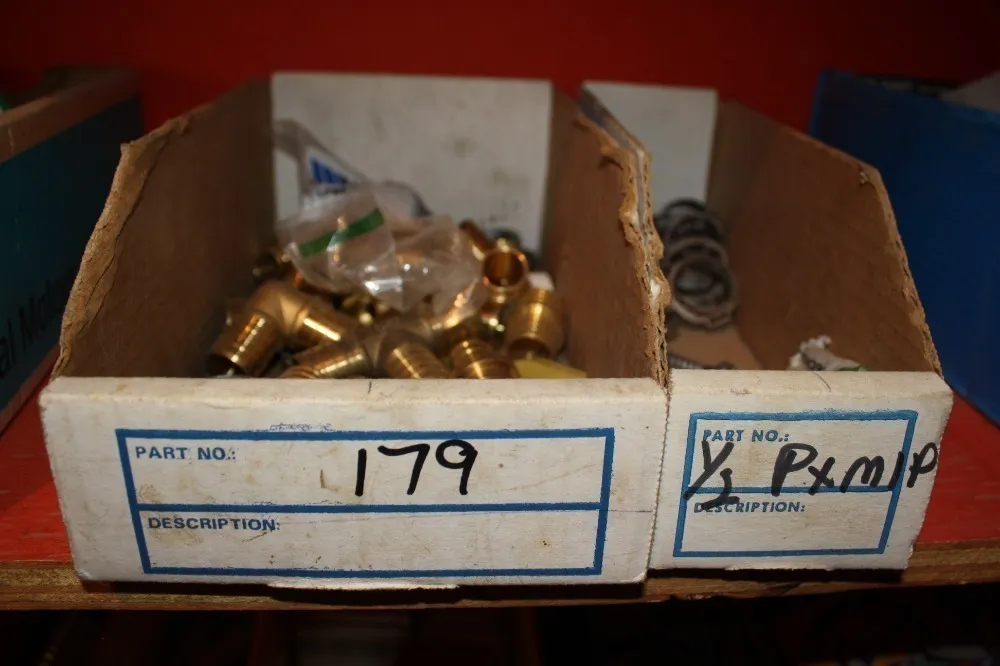 PART NO.: 179
DESCRIPTION:
PART NO.:
1/2 PxMIP
DESCRIPTION: